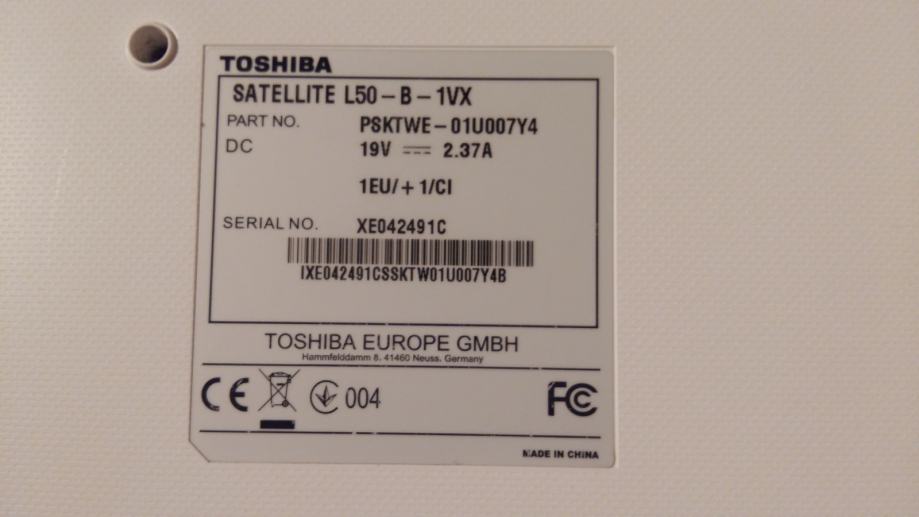 TOSHIBA
SATELLITE L50-B-1VX
PART NO. PSKTWE-01U007Y4
DC 19V ⎓ 2.37A
1EU/+1/CI
SERIAL NO. XE042491C
IXE042491CSSKTW01U007Y4B
TOSHIBA EUROPE GMBH
Hammfelddamm 8. 41460 Neuss. Germany
CE 004 FC
MADE IN CHINA